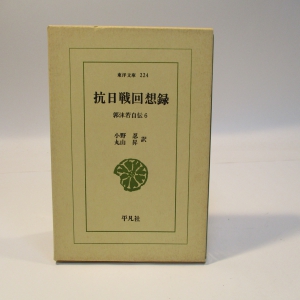 東洋文庫 224
抗日戦回想録
郭沫若自伝 6
小野 忍
丸山 昇 訳
平凡社